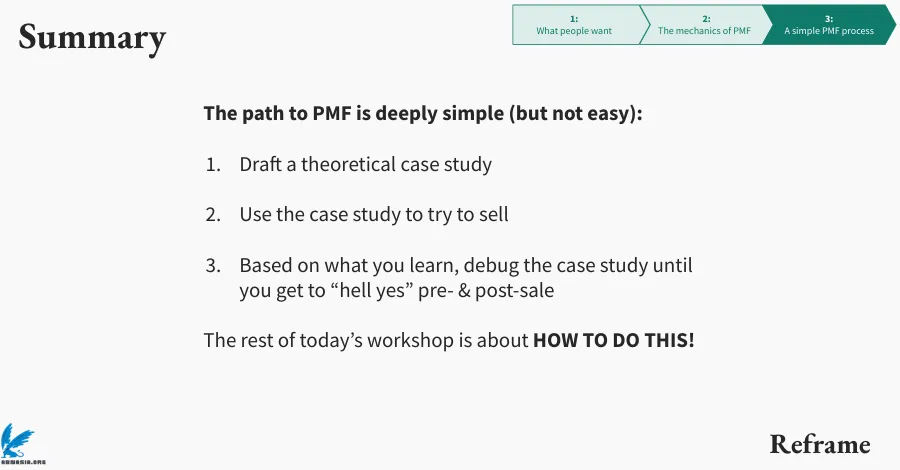 Summary
1:
What people want
2:
The mechanics of PMF
3:
A simple PMF process
The path to PMF is deeply simple (but not easy):
1. Draft a theoretical case study
2. Use the case study to try to sell
3. Based on what you learn, debug the case study until
you get to “hell yes” pre- & post-sale
The rest of today’s workshop is about HOW TO DO THIS!
Reframe